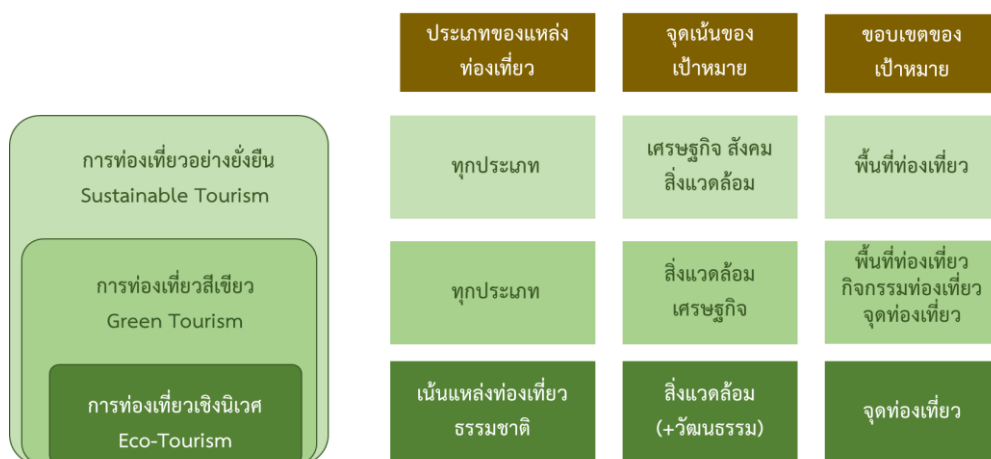 ประเภทของแหล่ง
ท่องเที่ยว
จุดเน้นของ
เป้าหมาย
ขอบเขตของ
เป้าหมาย
การท่องเที่ยวอย่างยั่งยืน
Sustainable Tourism
ทุกประเภท
เศรษฐกิจ สังคม
สิ่งแวดล้อม
พื้นที่ท่องเที่ยว
การท่องเที่ยวสีเขียว
Green Tourism
ทุกประเภท
สิ่งแวดล้อม
เศรษฐกิจ
พื้นที่ท่องเที่ยว
กิจกรรมท่องเที่ยว
จุดท่องเที่ยว
การท่องเที่ยวเชิงนิเวศ
Eco-Tourism
เน้นแหล่งท่องเที่ยว
ธรรมชาติ
สิ่งแวดล้อม
(+วัฒนธรรม)
จุดท่องเที่ยว